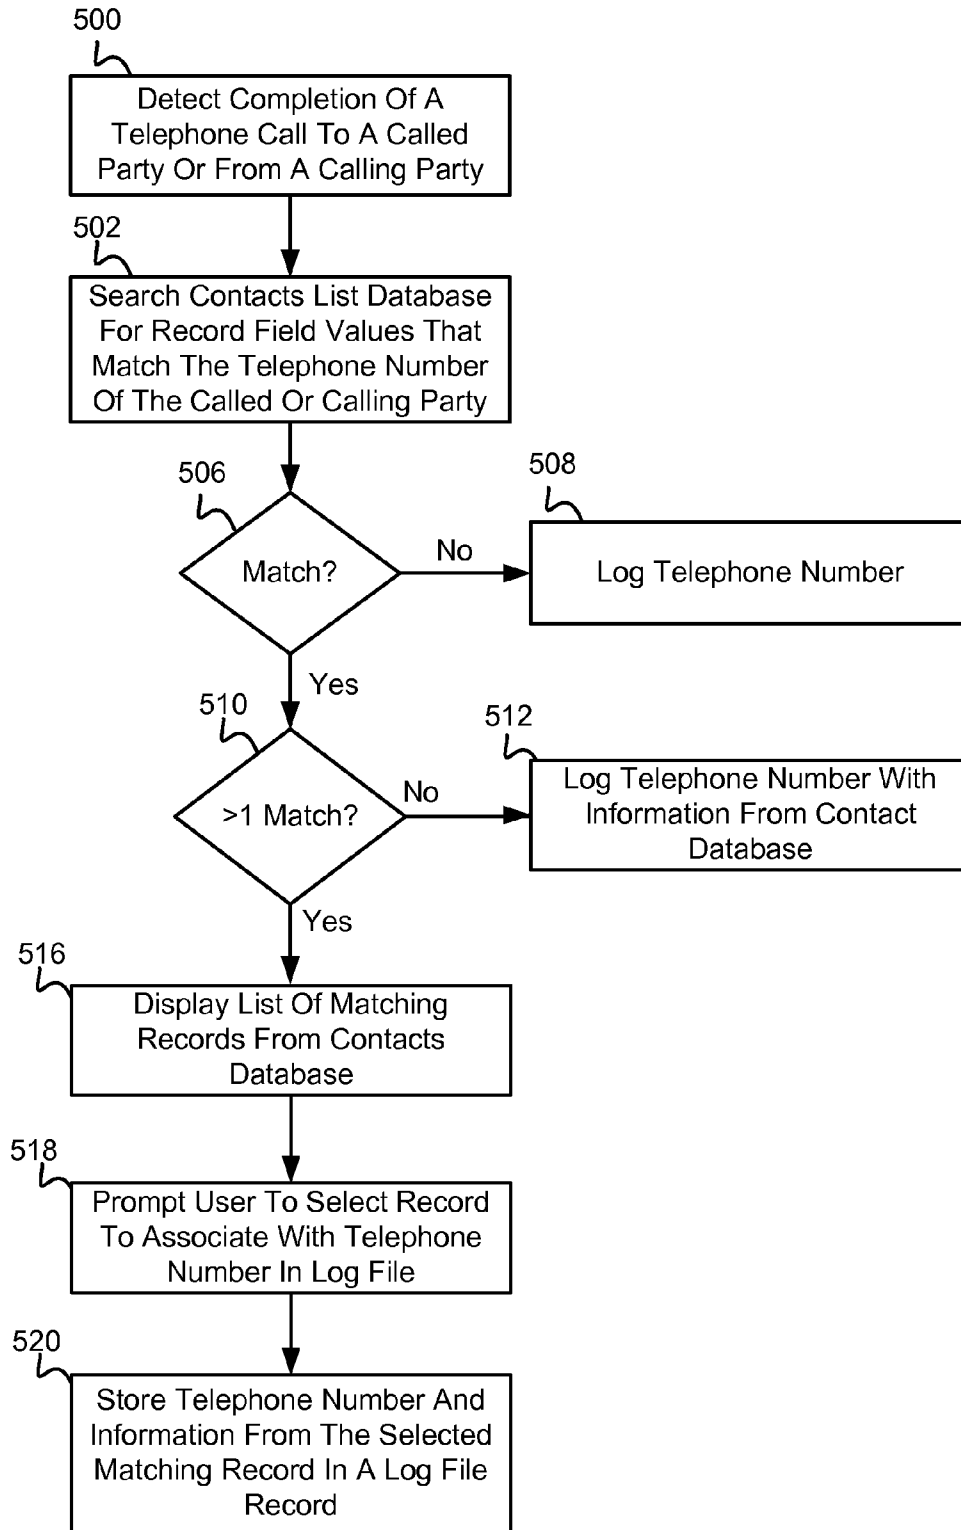 500
Detect Completion Of A
Telephone Call To A Called
Party Or From A Calling Party
502
Search Contacts List Database
For Record Field Values That
Match The Telephone Number
Of The Called Or Calling Party
506
Match?
No
508
Log Telephone Number
Yes
510
>1 Match?
No
512
Log Telephone Number With
Information From Contact
Database
Yes
516
Display List Of Matching
Records From Contacts
Database
518
Prompt User To Select Record
To Associate With Telephone
Number In Log File
520
Store Telephone Number And
Information From The Selected
Matching Record In A Log File
Record